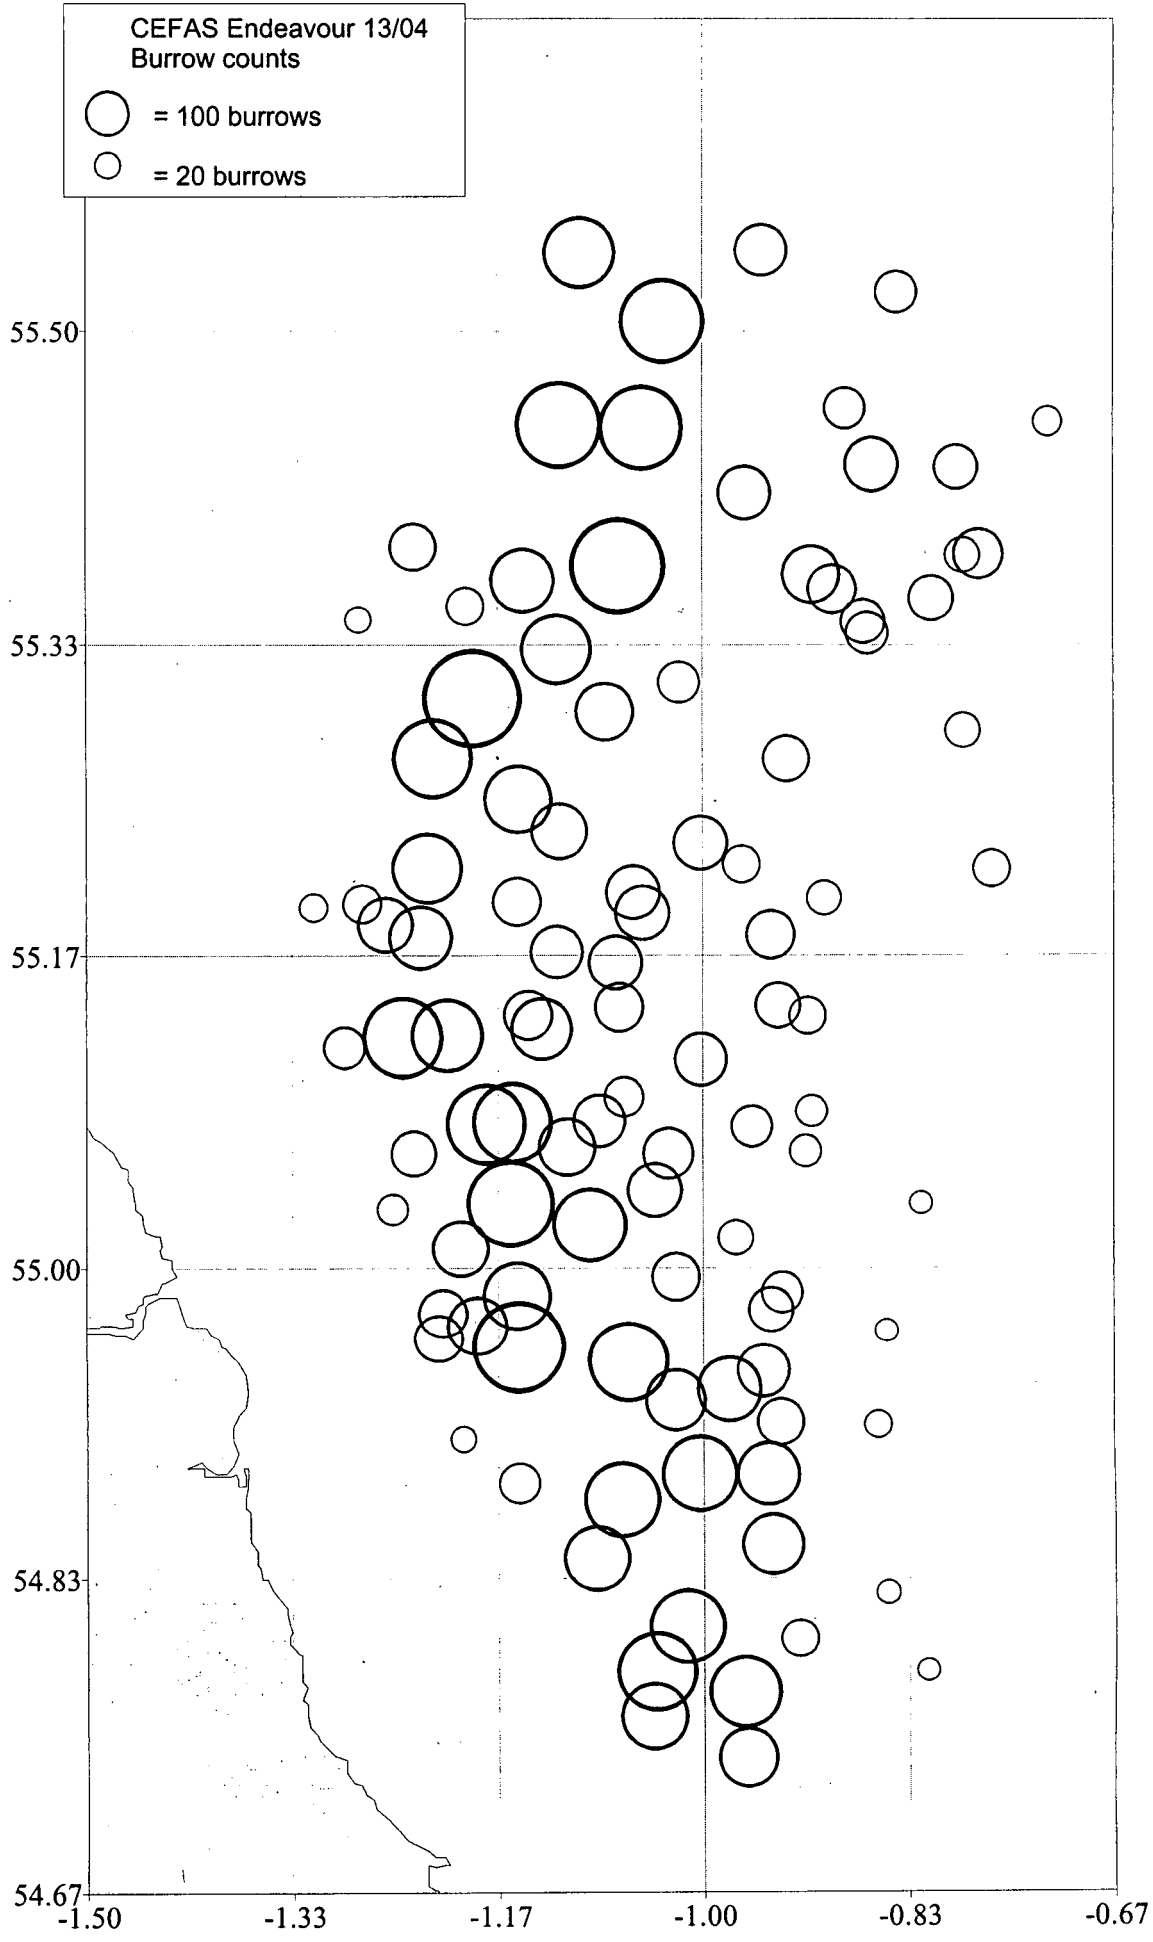 CEFAS Endeavour 13/04
Burrow counts
= 100 burrows
= 20 burrows
55.50
55.33
55.17
55.00
54.83
54.67
-1.50 -1.33 -1.17 -1.00 -0.83 -0.67